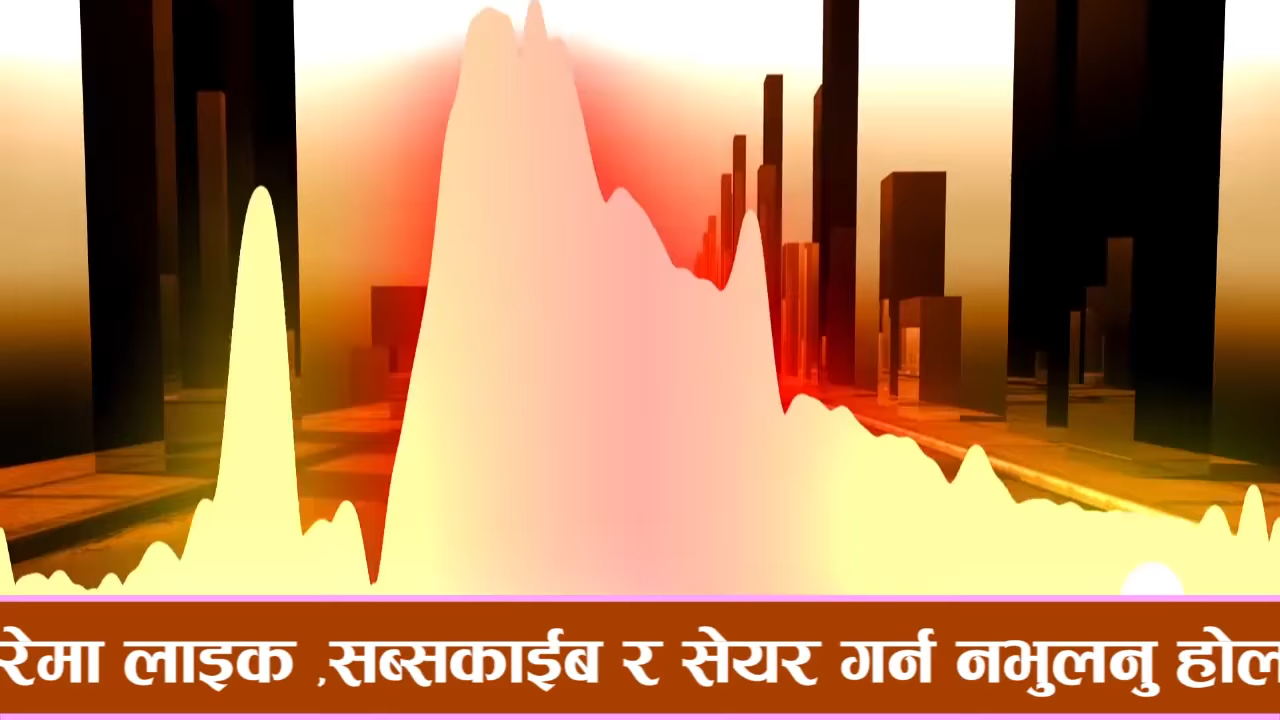 रेमा लाइक ,सब्सकाईब र सेयर गर्न नभुलनु होल